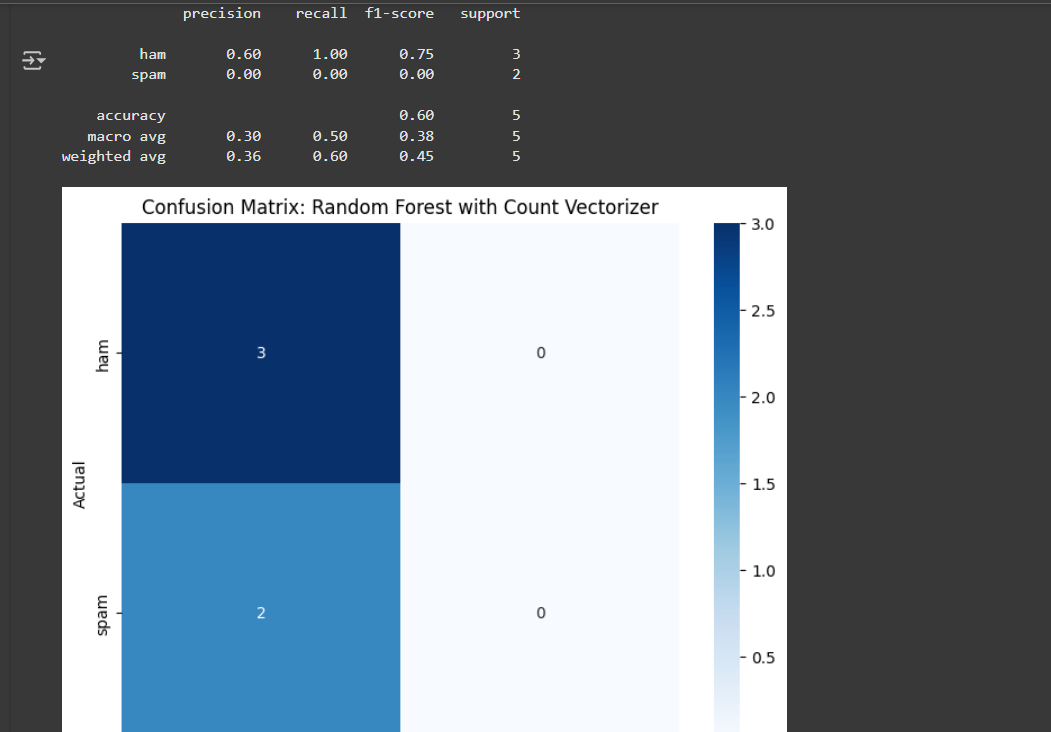 precision recall f1-score support
ham 0.60 1.00 0.75 3
spam 0.00 0.00 0.00 2
accuracy 0.60 5
macro avg 0.30 0.50 0.38 5
weighted avg 0.36 0.60 0.45 5
Confusion Matrix: Random Forest with Count Vectorizer
Actual
ham
3
0
spam
2
0
3.0
2.5
2.0
1.5
1.0
0.5